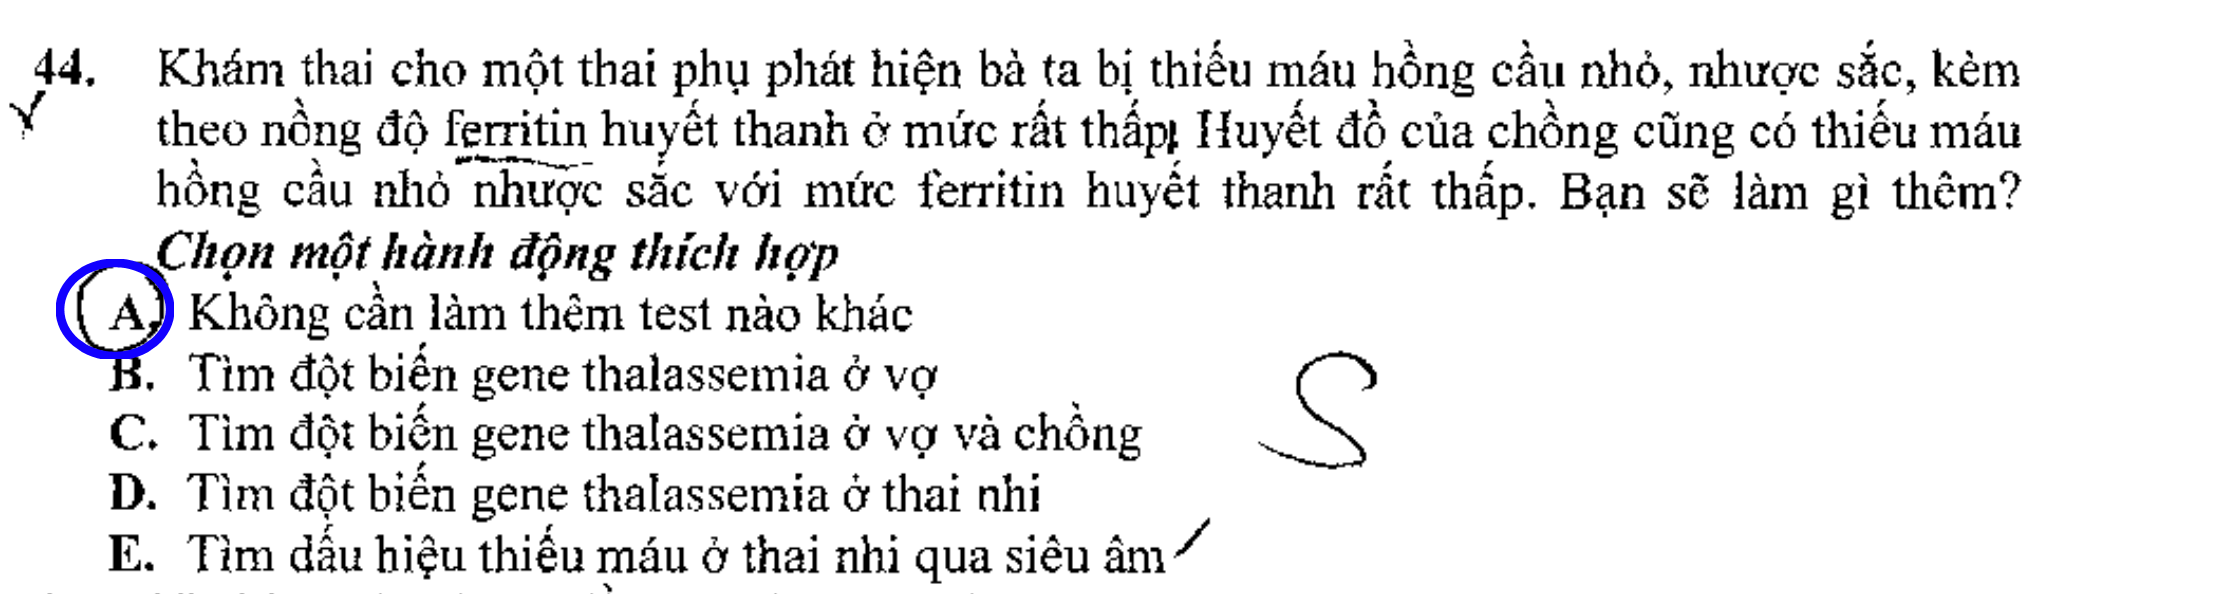 44. Khám thai cho một thai phụ phát hiện bà ta bị thiếu máu hồng cầu nhỏ, nhược sắc, kèm
theo nồng độ ferritin huyết thanh ở mức rất thấp. Huyết đồ của chồng cũng có thiếu máu
hồng cầu nhỏ nhược sắc với mức ferritin huyết thanh rất thấp. Bạn sẽ làm gì thêm?
Chọn một hành động thích hợp
A. Không cần làm thêm test nào khác
B. Tìm đột biến gene thalassemia ở vợ
C. Tìm đột biến gene thalassemia ở vợ và chồng
D. Tìm đột biến gene thalassemia ở thai nhi
E. Tìm dấu hiệu thiếu máu ở thai nhi qua siêu âm